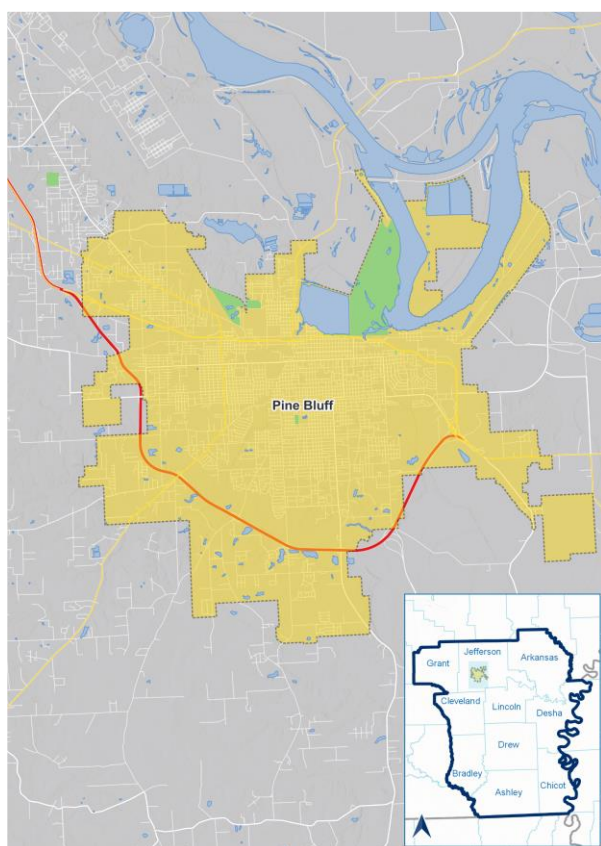 Pine Bluff
Jefferson
Grant
Arkansas
Cleveland
Lincoln
Desha
Drew
Bradley
Chicot
Ashley